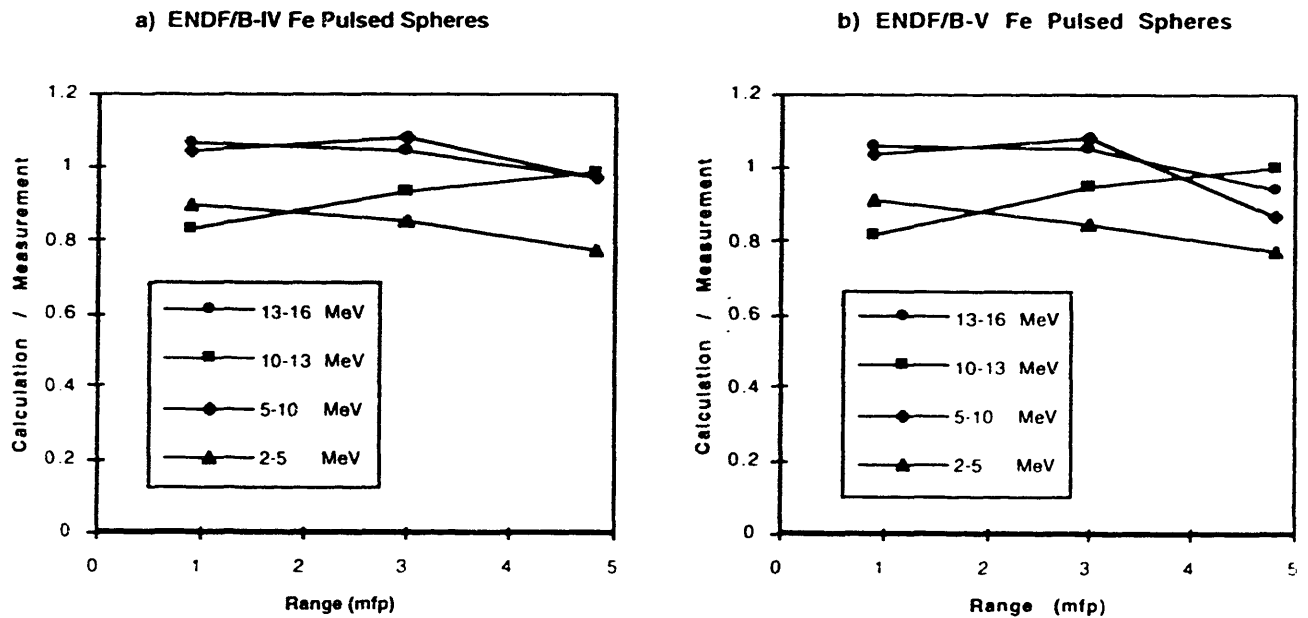 a) ENDF/B-IV Fe Pulsed Spheres
1.2
1
0.8
0.6
0.4
0.2
0
Calculation / Measurement
13-16 MeV
10-13 MeV
5-10 MeV
2-5 MeV
0 1 2 3 4 5
Range (mfp)
b) ENDF/B-V Fe Pulsed Spheres
1.2
1
0.8
0.6
0.4
0.2
0
Calculation / Measurement
13-16 MeV
10-13 MeV
5-10 MeV
2-5 MeV
0 1 2 3 4 5
Range (mfp)